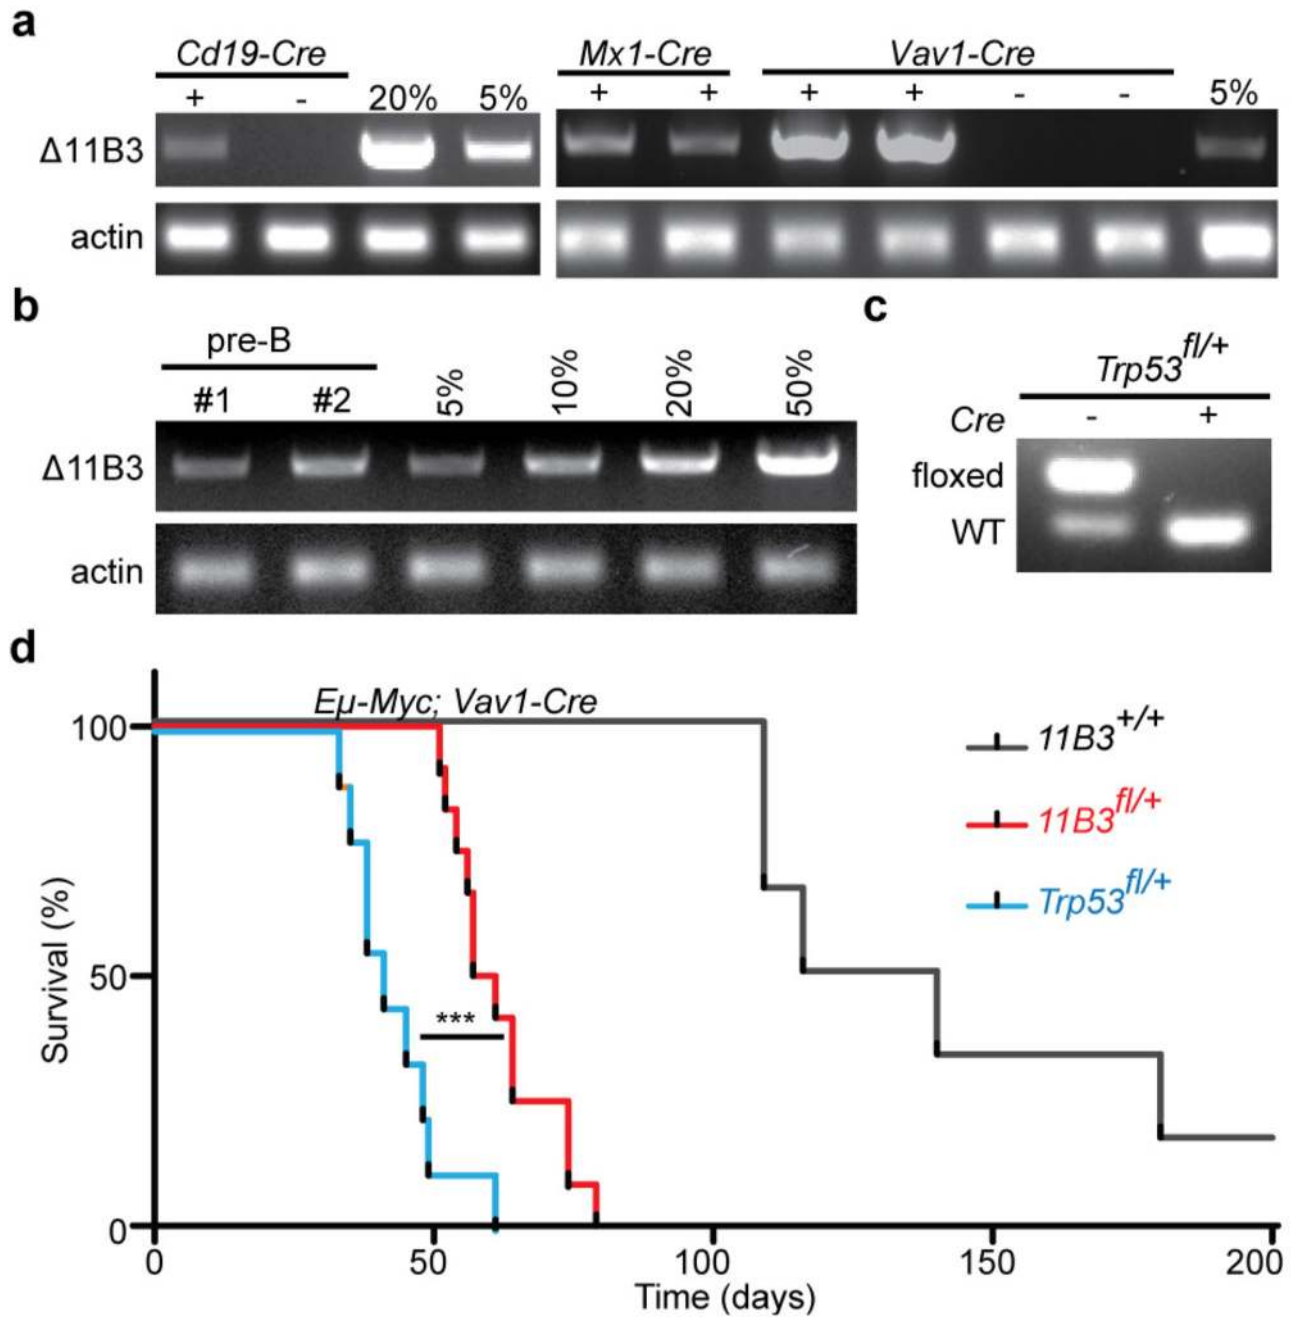 a
Cd19-Cre
Mx1-Cre
Vav1-Cre
+ - 20% 5%
+ + + + - - 5%
Δ11B3
actin
b
pre-B
#1 #2 5% 10% 20% 50%
Δ11B3
actin
c
Trp53fl/+
Cre - +
floxed
WT
d
Eμ-Myc; Vav1-Cre
11B3+/+
11B3fl/+
Trp53fl/+
***
Survival (%)
100
50
0
0 50 100 150 200
Time (days)